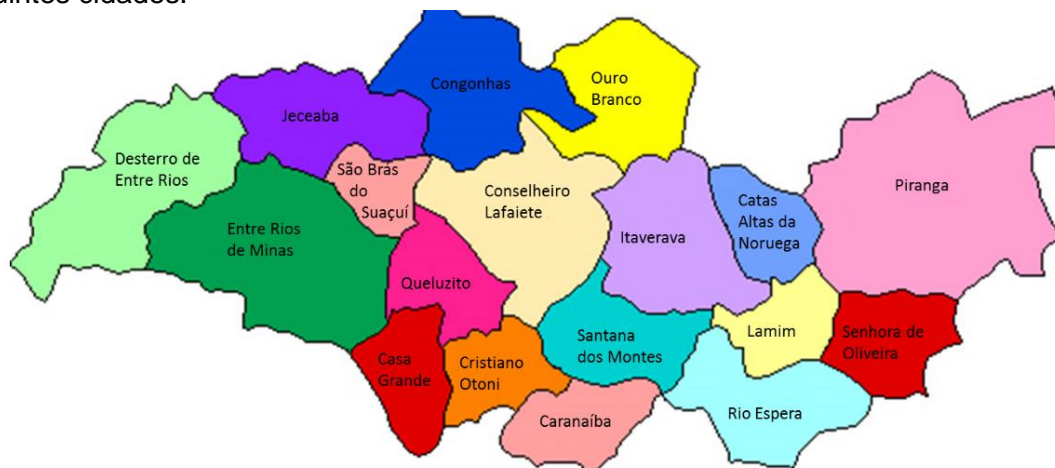 Congonhas
Ouro
Branco
Jeceaba
Desterro de
Entre Rios
São Brás
do
Suaçuí
Conselheiro
Lafaiete
Piranga
Catas
Altas da
Noruega
Entre Rios
de Minas
Itaverava
Queluzito
Lamim
Senhora de
Oliveira
Santana
dos Montes
Casa
Grande
Cristiano
Otoni
Caranaíba
Rio Espera